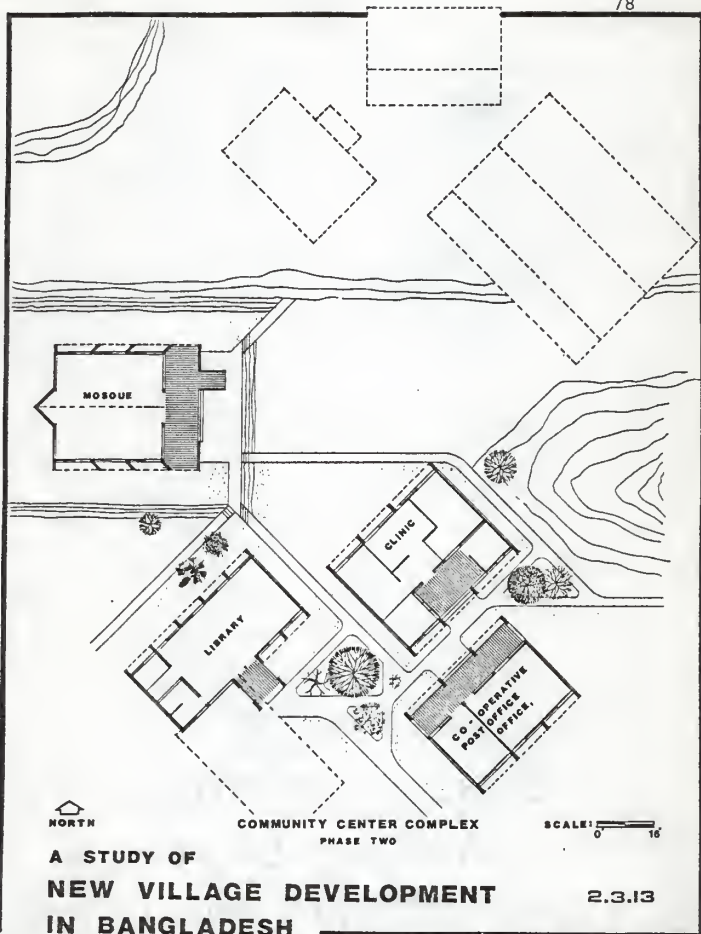 78
MOSQUE
CLINIC
LIBRARY
CO-OPERATIVE
POST OFFICE
OFFICE,
NORTH
COMMUNITY CENTER COMPLEX
PHASE TWO
SCALE:
0' 16'
A STUDY OF
NEW VILLAGE DEVELOPMENT
2.3.13
IN BANGLADESH